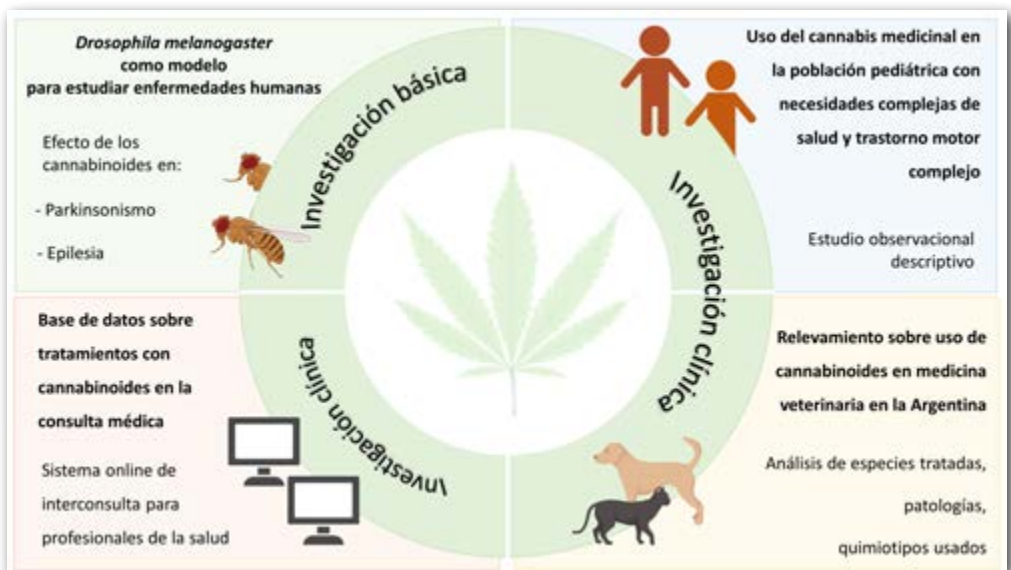 Drosophila melanogaster
como modelo
para estudiar enfermedades humanas
Efecto de los
cannabinoides en:
- Parkinsonismo
- Epilesia
Investigación básica
Uso del cannabis medicinal en
la población pediátrica con
necesidades complejas de
salud y trastorno motor
complejo
Estudio observacional
descriptivo
Investigación clínica
Base de datos sobre
tratamientos con
cannabinoides en la
consulta médica
Sistema online de
interconsulta para
profesionales de la salud
Investigación clínica
Relevamiento sobre uso de
cannabinoides en medicina
veterinaria en la Argentina
Análisis de especies tratadas,
patologías,
quimiotipos usados